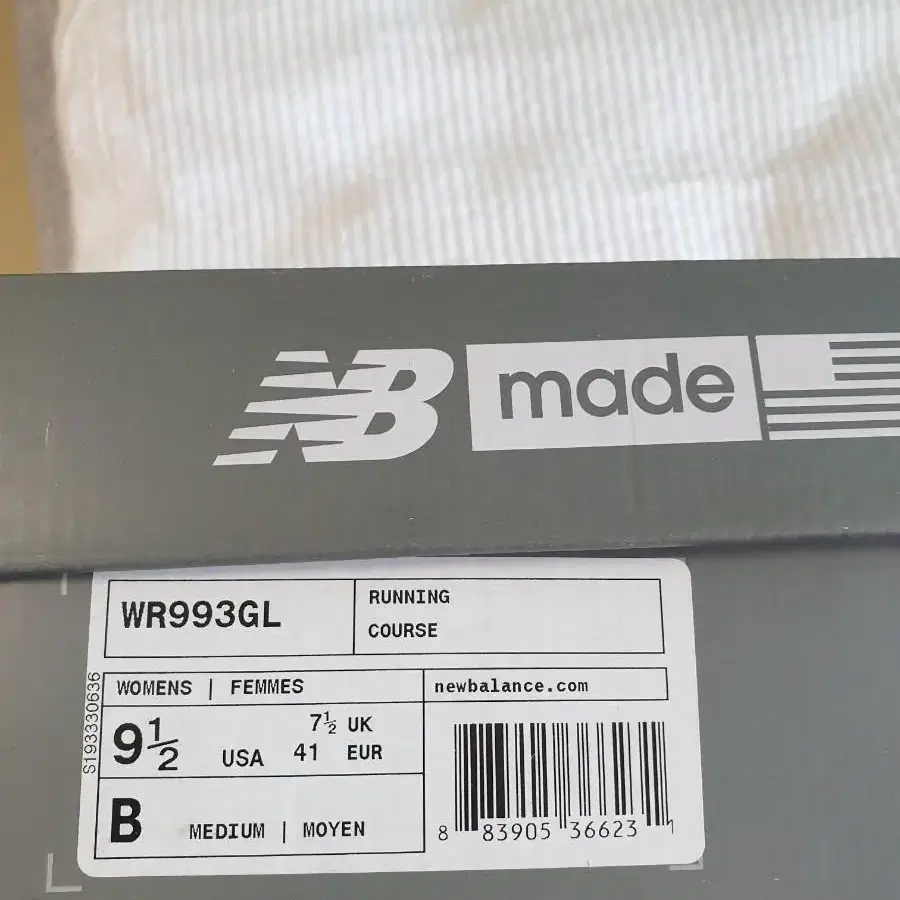 NB made
WR993GL
RUNNING
COURSE
WOMENS | FEMMES
newbalance.com
9½ USA
7½ UK
41 EUR
B MEDIUM | MOYEN
8 83905 36623 1
S193330636